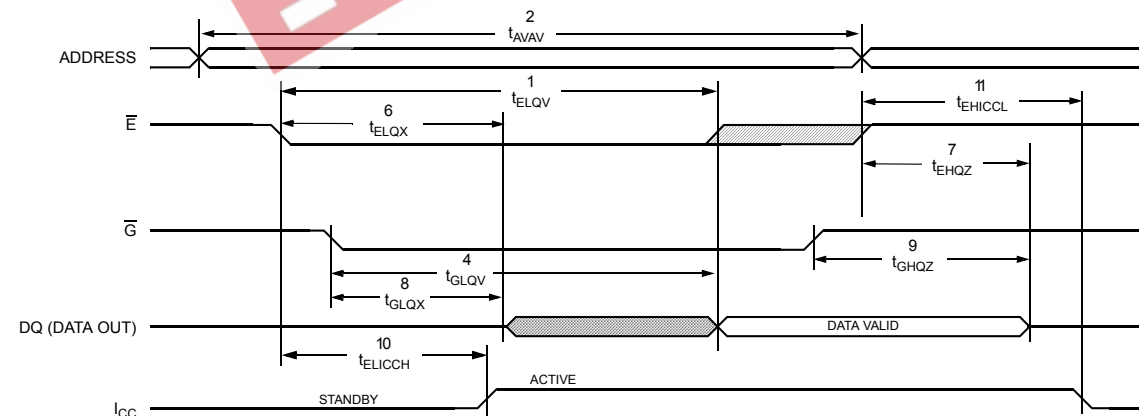 2
tAVAV
ADDRESS
1
tELQV
11
tEHICCL
6
tELQX
E
7
tEHQZ
G
9
tGHQZ
4
tGLQV
8
tGLQX
DQ (DATA OUT)
DATA VALID
10
tELICCH
ACTIVE
STANDBY
ICC